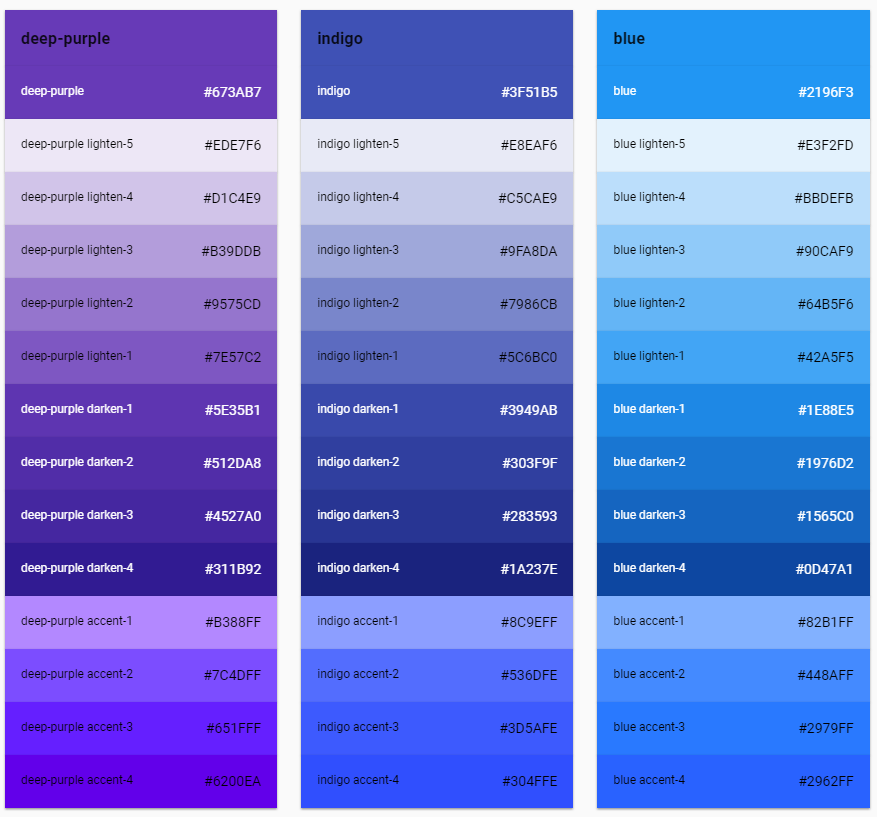 deep-purple
deep-purple #673AB7
deep-purple lighten-5 #EDE7F6
deep-purple lighten-4 #D1C4E9
deep-purple lighten-3 #B39DDB
deep-purple lighten-2 #9575CD
deep-purple lighten-1 #7E57C2
deep-purple darken-1 #5E35B1
deep-purple darken-2 #512DA8
deep-purple darken-3 #4527A0
deep-purple darken-4 #311B92
deep-purple accent-1 #B388FF
deep-purple accent-2 #7C4DFF
deep-purple accent-3 #651FFF
deep-purple accent-4 #6200EA
indigo
indigo #3F51B5
indigo lighten-5 #E8EAF6
indigo lighten-4 #C5CAE9
indigo lighten-3 #9FA8DA
indigo lighten-2 #7986CB
indigo lighten-1 #5C6BC0
indigo darken-1 #3949AB
indigo darken-2 #303F9F
indigo darken-3 #283593
indigo darken-4 #1A237E
indigo accent-1 #8C9EFF
indigo accent-2 #536DFE
indigo accent-3 #3D5AFE
indigo accent-4 #304FFE
blue
blue #2196F3
blue lighten-5 #E3F2FD
blue lighten-4 #BBDEFB
blue lighten-3 #90CAF9
blue lighten-2 #64B5F6
blue lighten-1 #42A5F5
blue darken-1 #1E88E5
blue darken-2 #1976D2
blue darken-3 #1565C0
blue darken-4 #0D47A1
blue accent-1 #82B1FF
blue accent-2 #448AFF
blue accent-3 #2979FF
blue accent-4 #2962FF